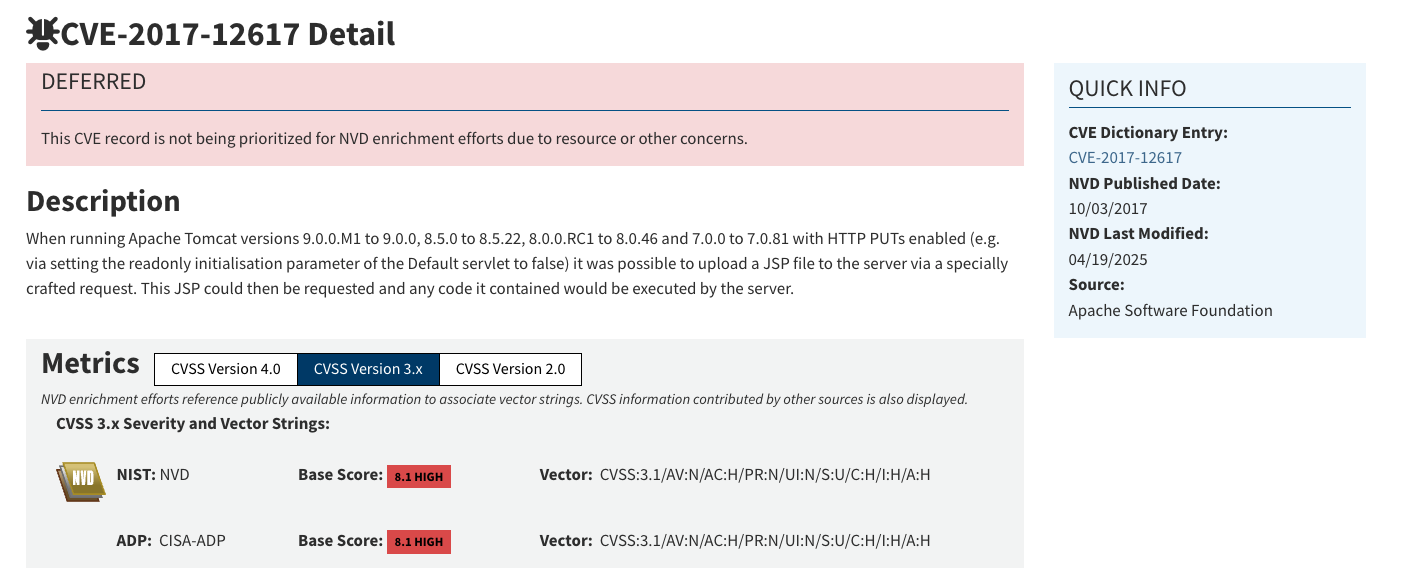 CVE-2017-12617 Detail
DEFERRED
This CVE record is not being prioritized for NVD enrichment efforts due to resource or other concerns.
Description
When running Apache Tomcat versions 9.0.0.M1 to 9.0.0, 8.5.0 to 8.5.22, 8.0.0.RC1 to 8.0.46 and 7.0.0 to 7.0.81 with HTTP PUTs enabled (e.g.
via setting the readonly initialisation parameter of the Default servlet to false) it was possible to upload a JSP file to the server via a specially
crafted request. This JSP could then be requested and any code it contained would be executed by the server.
Metrics CVSS Version 4.0 CVSS Version 3.x CVSS Version 2.0
NVD enrichment efforts reference publicly available information to associate vector strings. CVSS information contributed by other sources is also displayed.
CVSS 3.x Severity and Vector Strings:
NVD NIST: NVD Base Score: 8.1 HIGH Vector: CVSS:3.1/AV:N/AC:H/PR:N/UI:N/S:U/C:H/I:H/A:H
ADP: CISA-ADP Base Score: 8.1 HIGH Vector: CVSS:3.1/AV:N/AC:H/PR:N/UI:N/S:U/C:H/I:H/A:H
QUICK INFO
CVE Dictionary Entry:
CVE-2017-12617
NVD Published Date:
10/03/2017
NVD Last Modified:
04/19/2025
Source:
Apache Software Foundation